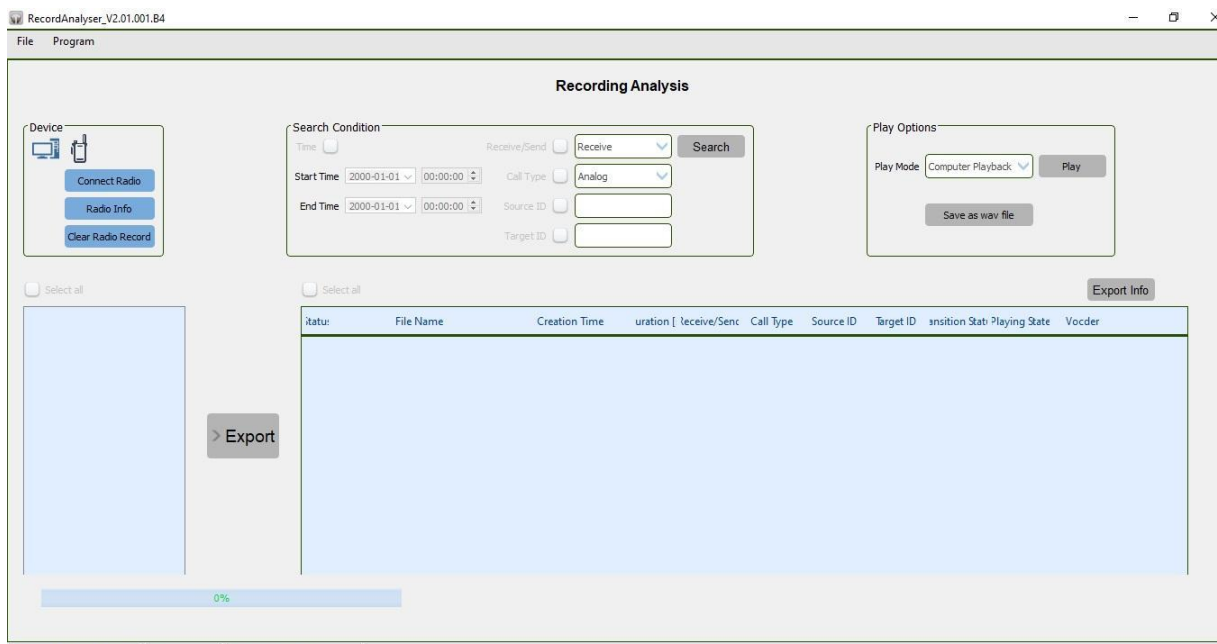 RecordAnalyser_V2.01.001.B4
File Program
Recording Analysis
Device
Connect Radio
Radio Info
Clear Radio Record
Search Condition
Time
Receive/Send Receive Search
Start Time 2000-01-01 00:00:00 Call Type Analog
End Time 2000-01-01 00:00:00 Source ID
Target ID
Play Options
Play Mode Computer Playback Play
Save as wav file
Select all
Select all
Export Info
File Name Creation Time Call Type Source ID Target ID Playing State Vocder
> Export
0%